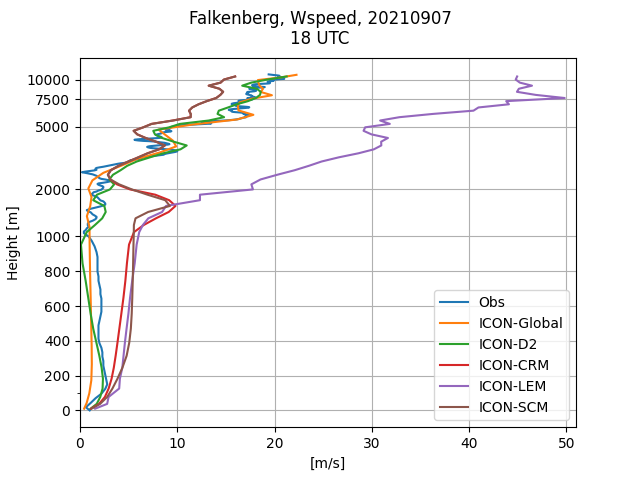 Falkenberg, Wspeed, 20210907
18 UTC
10000
7500
5000
2000
1000
800
600
400
200
0
Height [m]
0 10 20 30 40 50
[m/s]
Obs
ICON-Global
ICON-D2
ICON-CRM
ICON-LEM
ICON-SCM